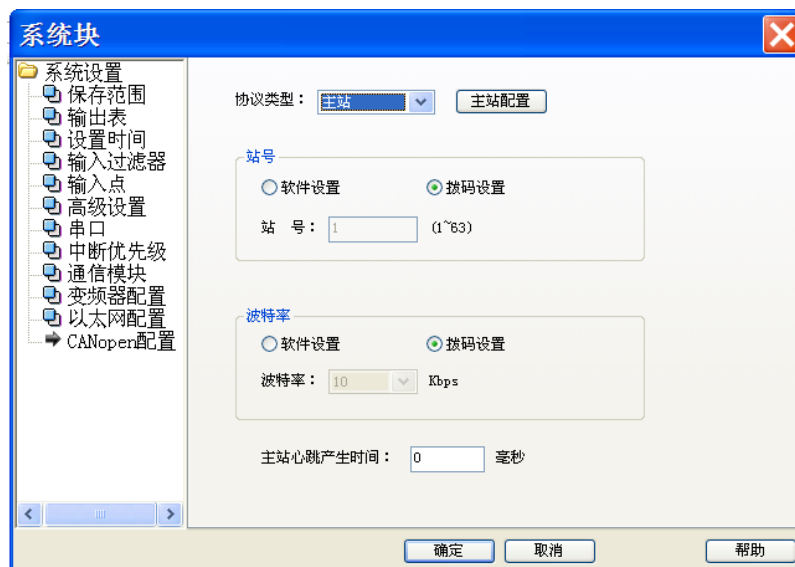 系统块
系统设置
保存范围
输出表
设置时间
输入过滤器
输入点
高级设置
串口
中断优先级
通信模块
变频器配置
以太网配置
CANopen配置
协议类型： 主站 主站配置
站号
软件设置 拨码设置
站 号： 1 (1~63)
波特率
软件设置 拨码设置
波特率： 10 Kbps
主站心跳产生时间： 0 毫秒
确定 取消 帮助